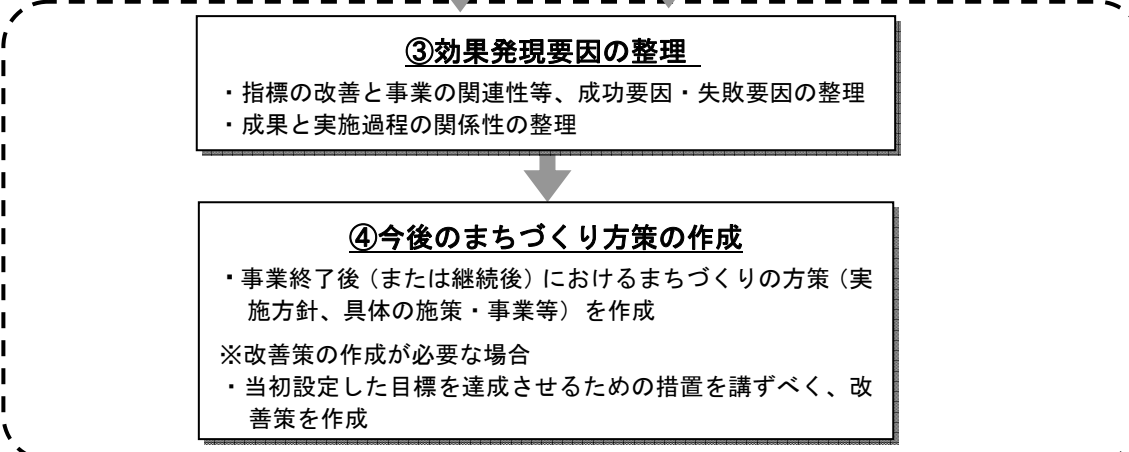 ③効果発現要因の整理
・指標の改善と事業の関連性等、成功要因・失敗要因の整理
・成果と実施過程の関係性の整理
④今後のまちづくり方策の作成
・事業終了後（または継続後）におけるまちづくりの方策（実
施方針、具体の施策・事業等）を作成
※改善策の作成が必要な場合
・当初設定した目標を達成させるための措置を講ずべく、改
善策を作成